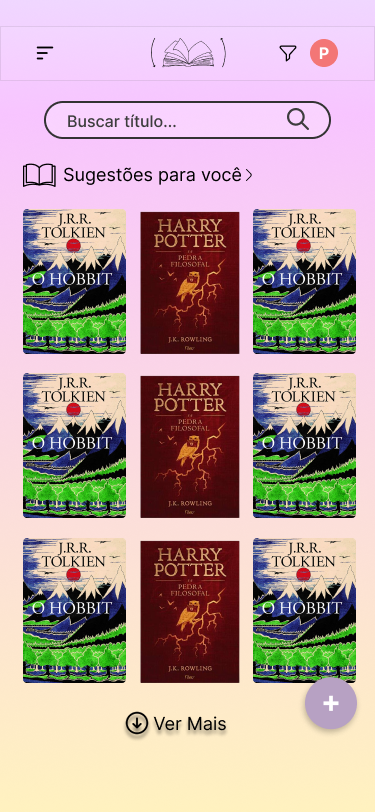 P
Buscar título...
Sugestões para você
J.R.R.
TOLKIEN
O HOBBIT
HARRY
POTTER
E A
PEDRA
FILOSOFAL
J.K. ROWLING
J.R.R.
TOLKIEN
O HOBBIT
J.R.R.
TOLKIEN
O HOBBIT
HARRY
POTTER
E A
PEDRA
FILOSOFAL
J.K. ROWLING
J.R.R.
TOLKIEN
O HOBBIT
J.R.R.
TOLKIEN
O HOBBIT
HARRY
POTTER
E A
PEDRA
FILOSOFAL
J.K. ROWLING
J.R.R.
TOLKIEN
O HOBBIT
Ver Mais